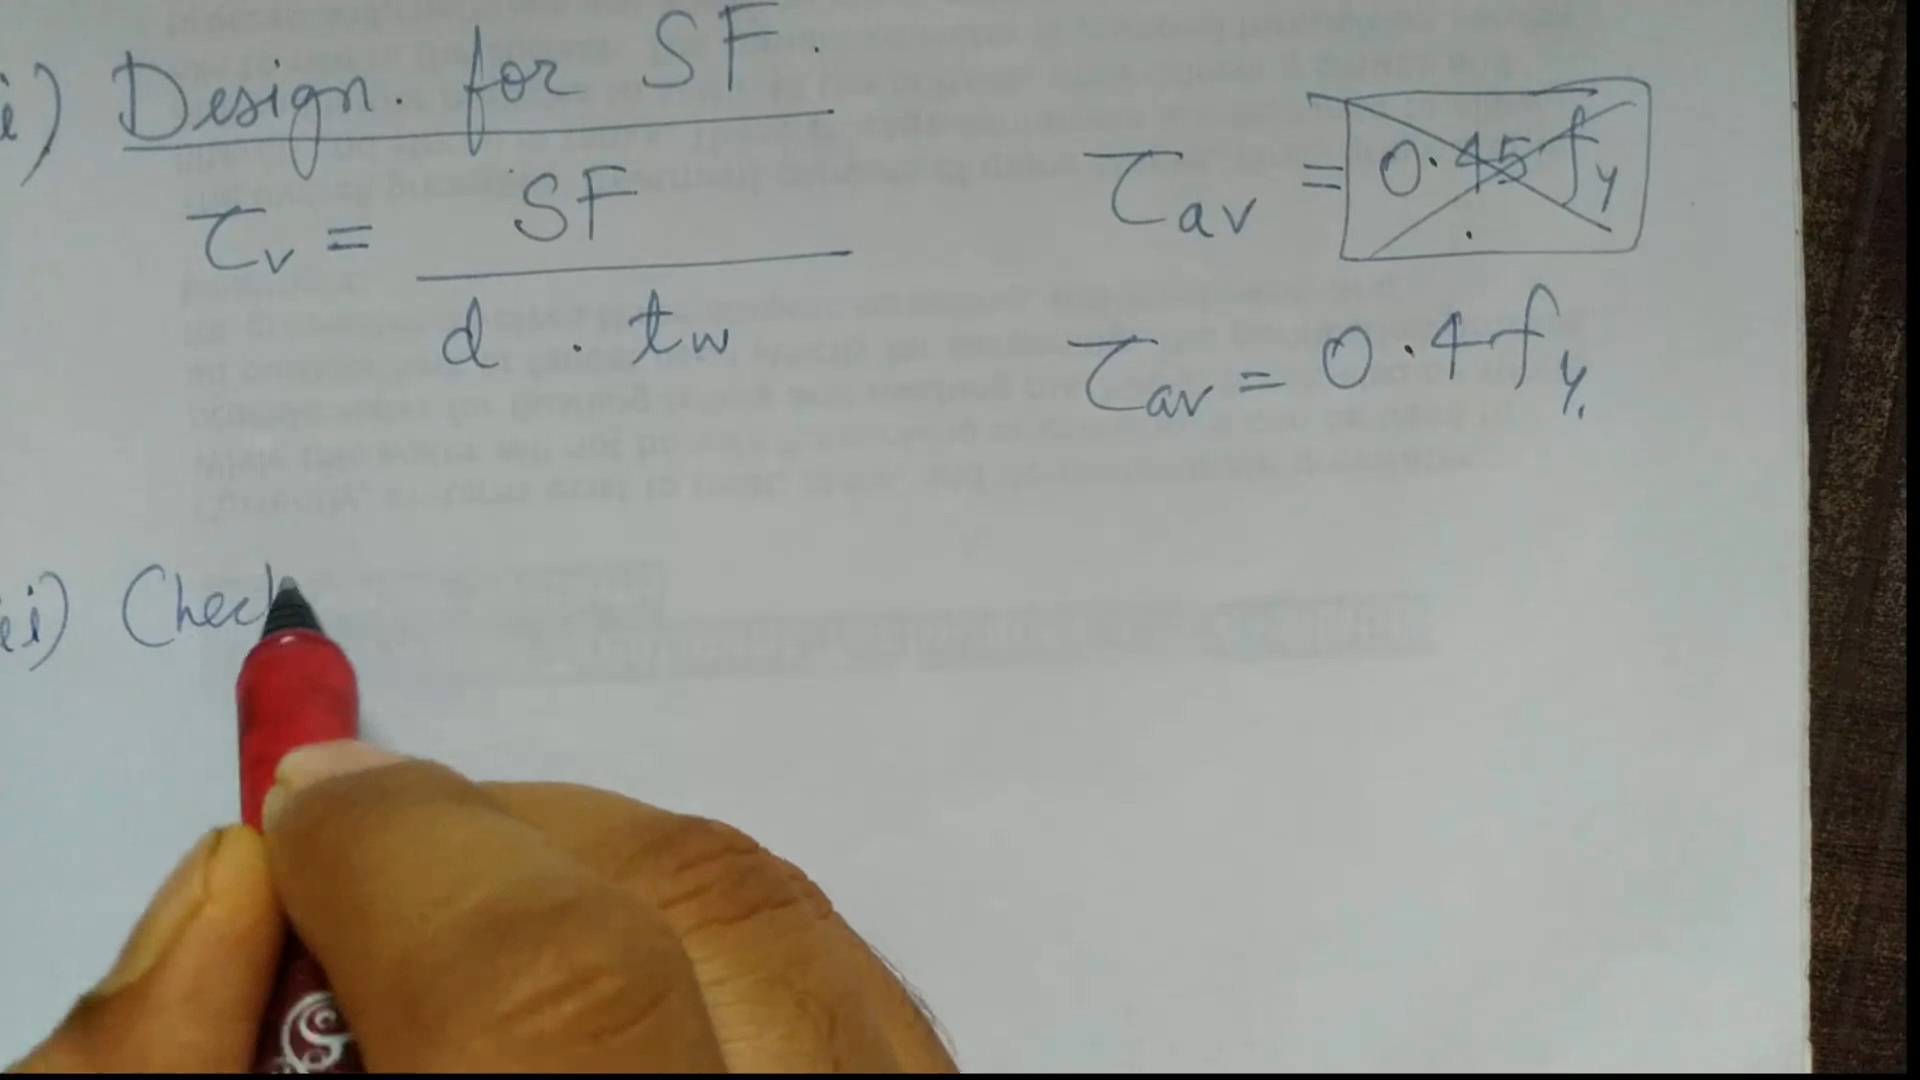 i) Design. for SF.
τv = SF / d . tw
τav = 0.45 fy
τav = 0.4 fy.
ii) Check